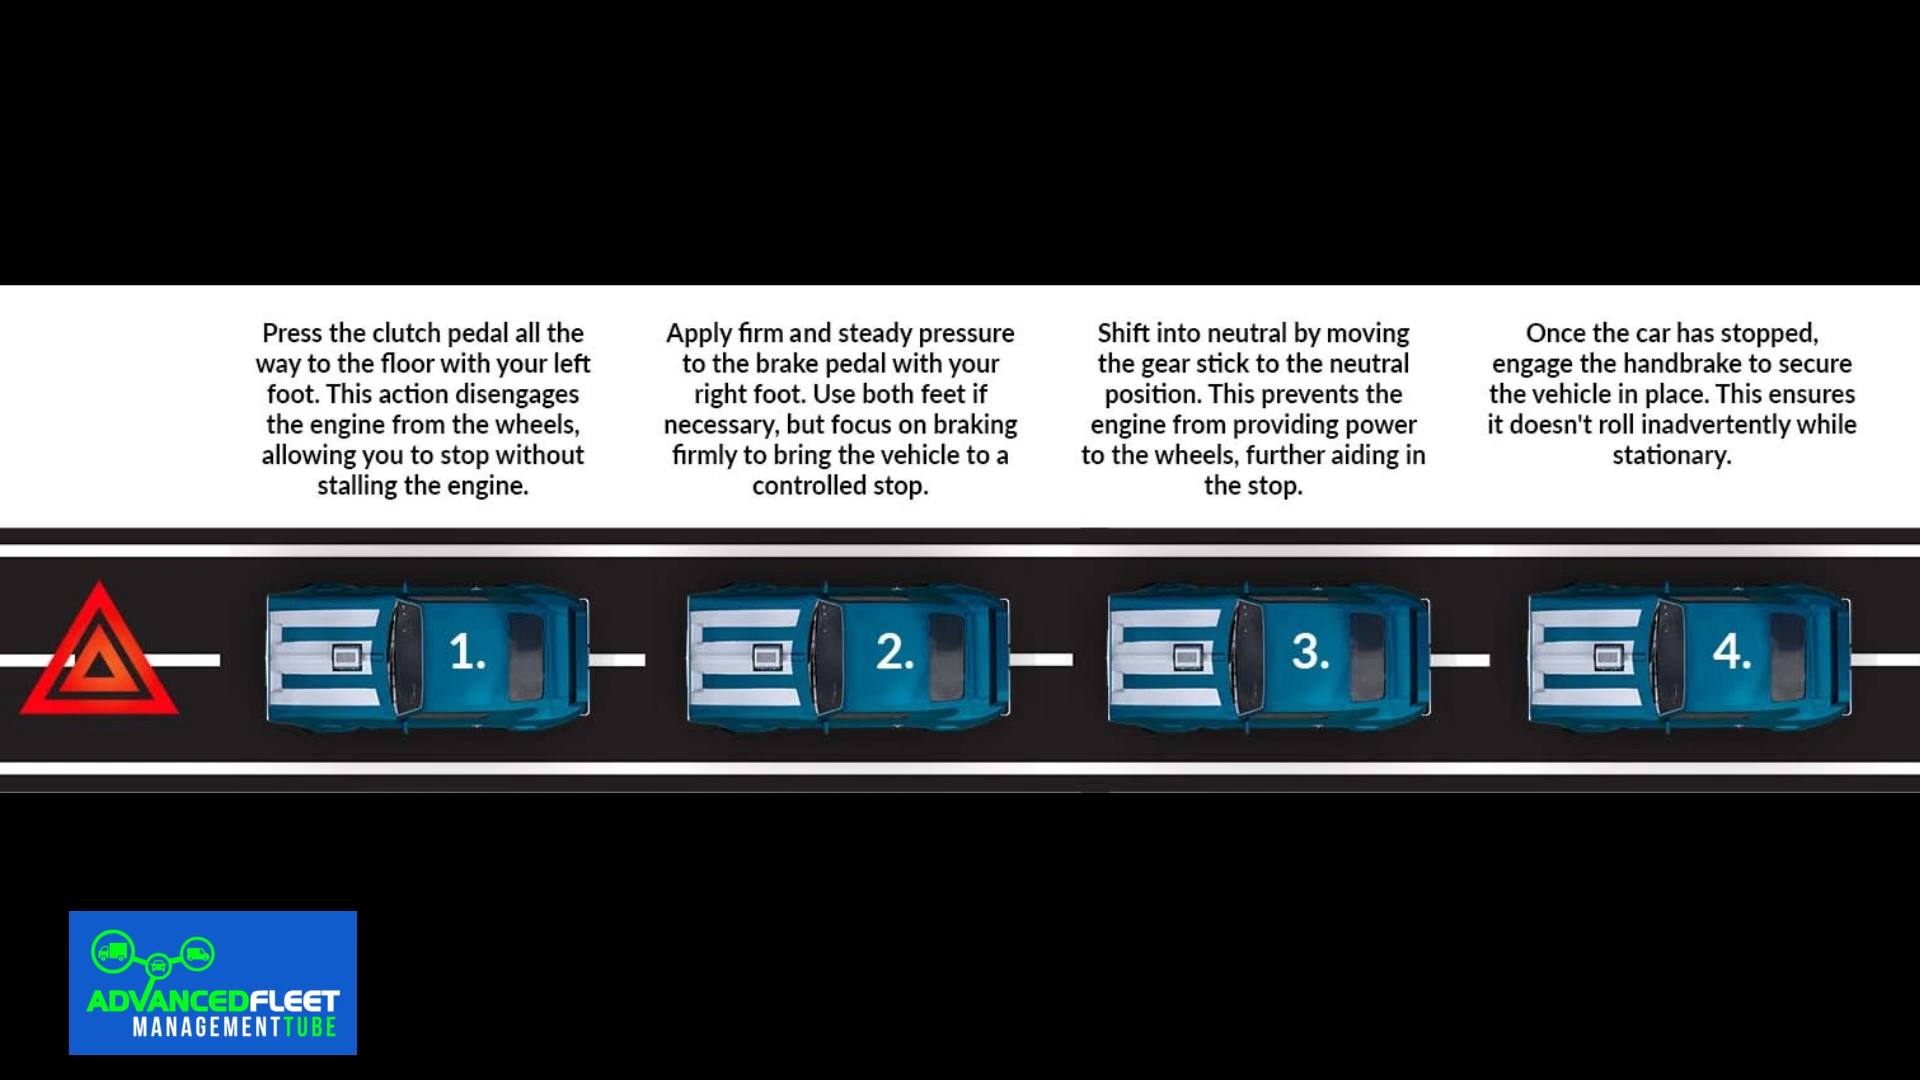 Press the clutch pedal all the
way to the floor with your left
foot. This action disengages
the engine from the wheels,
allowing you to stop without
stalling the engine.
Apply firm and steady pressure
to the brake pedal with your
right foot. Use both feet if
necessary, but focus on braking
firmly to bring the vehicle to a
controlled stop.
Shift into neutral by moving
the gear stick to the neutral
position. This prevents the
engine from providing power
to the wheels, further aiding in
the stop.
Once the car has stopped,
engage the handbrake to secure
the vehicle in place. This ensures
it doesn't roll inadvertently while
stationary.
1.
2.
3.
4.
ADVANCEDFLEET
MANAGEMENTTUBE